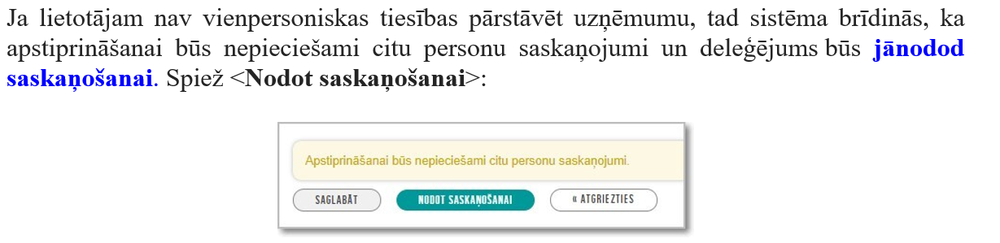 Ja lietotājam nav vienpersoniskas tiesības pārstāvēt uzņēmumu, tad sistēma brīdinās, ka
apstiprināšanai būs nepieciešami citu personu saskaņojumi un deleģējums būs jānodod
saskaņošanai. Spiež <Nodot saskaņošanai>:
Apstiprināšanai būs nepieciešami citu personu saskaņojumi.
SAGLABĀT
NODOT SASKAŅOŠANAI
« ATGRIEZTIES